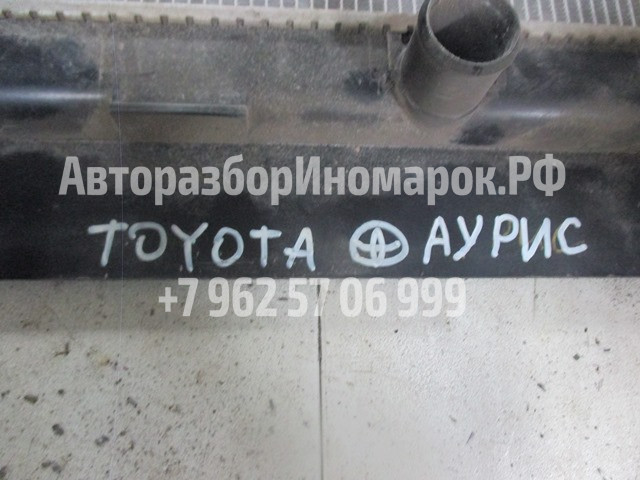 АвторазборИномарок.РФ
TOYOTA АУРИС
+7 962 57 06 999